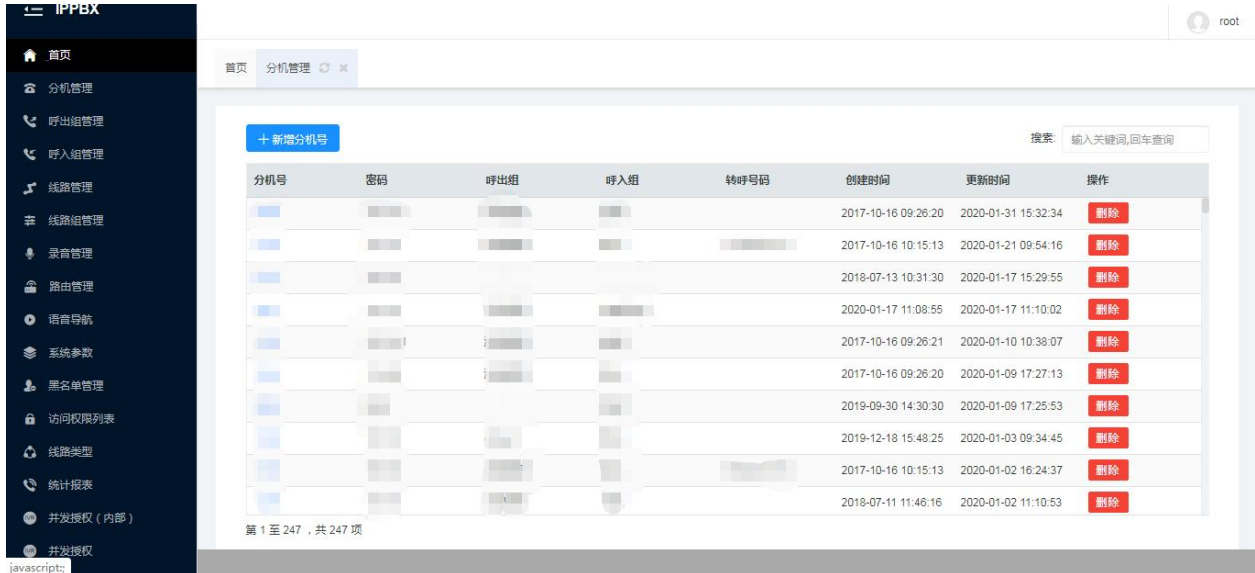 IPPBX
root
首页
分机管理
呼出组管理
呼入组管理
线路管理
线路组管理
录音管理
路由管理
语音导航
系统参数
黑名单管理
访问权限列表
线路类型
统计报表
并发授权(内部)
并发授权
javascript:;
首页 分机管理
+新增分机号 搜索: 输入关键词,回车查询
分机号 密码 呼出组 呼入组 转呼号码 创建时间 更新时间 操作
2017-10-16 09:26:20 2020-01-31 15:32:34 删除
2017-10-16 10:15:13 2020-01-21 09:54:16 删除
2018-07-13 10:31:30 2020-01-17 15:29:55 删除
2020-01-17 11:08:55 2020-01-17 11:10:02 删除
2017-10-16 09:26:21 2020-01-10 10:38:07 删除
2017-10-16 09:26:20 2020-01-09 17:27:13 删除
2019-09-30 14:30:30 2020-01-09 17:25:53 删除
2019-12-18 15:48:25 2020-01-03 09:34:45 删除
2017-10-16 10:15:13 2020-01-02 16:24:37 删除
2018-07-11 11:46:16 2020-01-02 11:10:53 删除
第 1 至 247 ,共 247 项